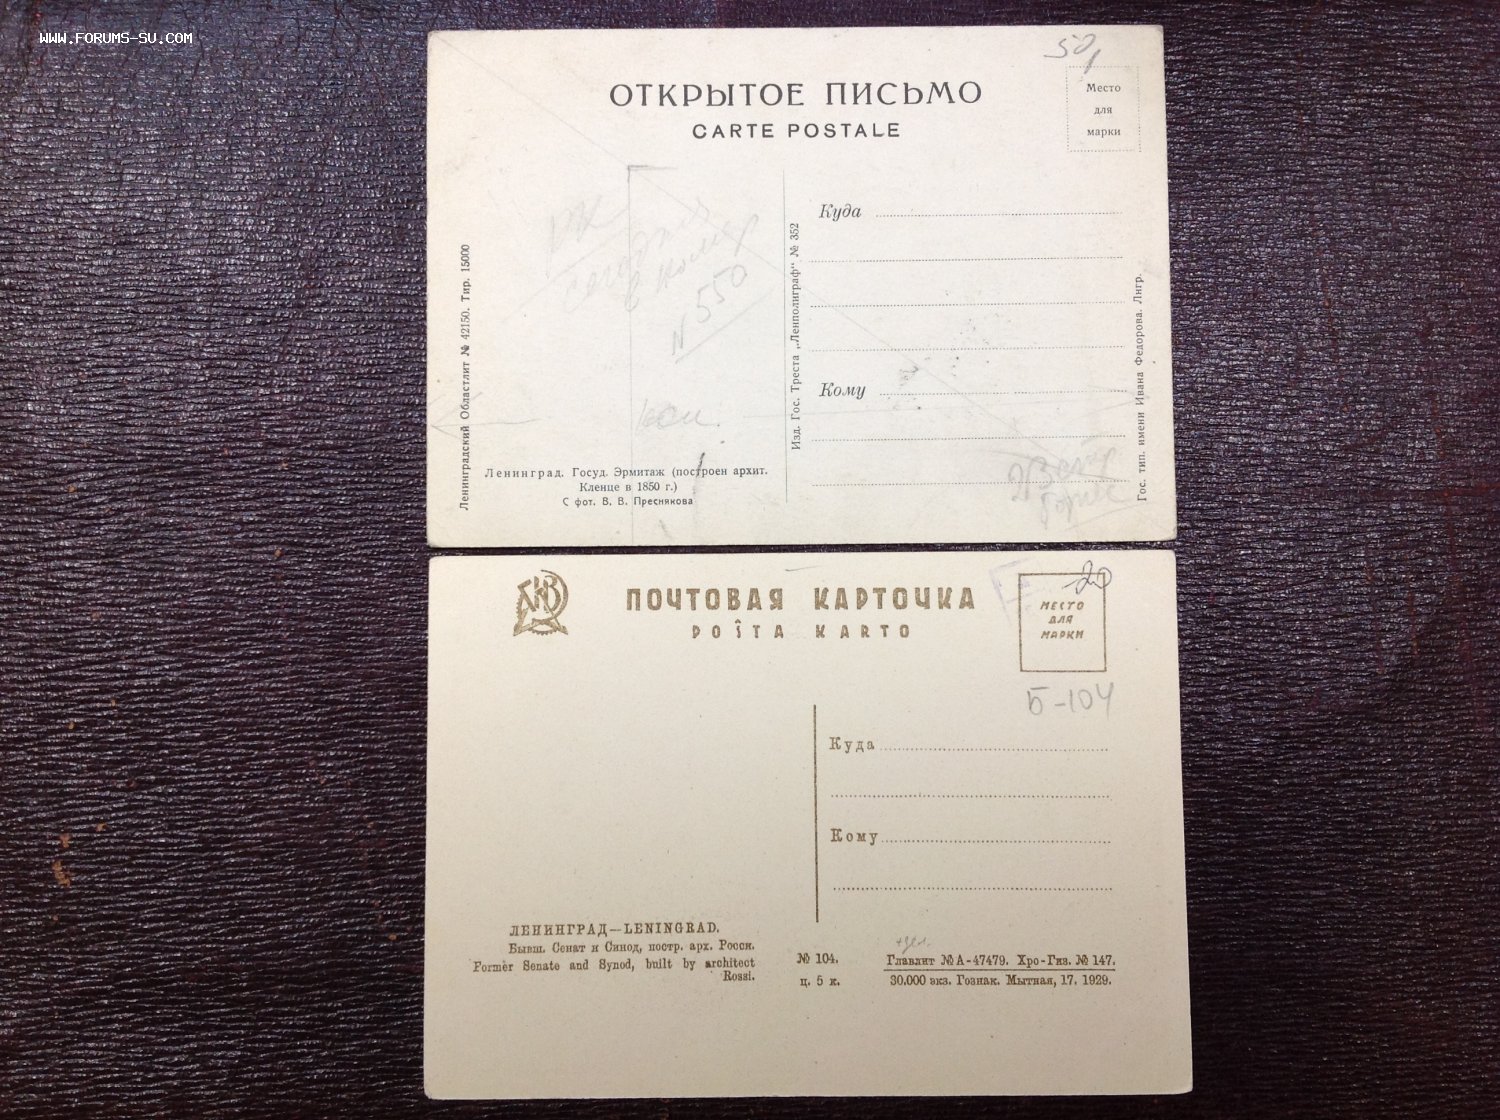 WWW.FORUMS-SU.COM
501
ОТКРЫТОЕ ПИСЬМО
CARTE POSTALE
Место
для
марки
Куда
Кому
в
N 550
Ленинградский Областлит № 42150. Тир. 15000
Изд. Гос. Треста „Ленполиграф“ № 352
Гос. тип. имени Ивана Федорова. Лнгр.
Ленинград. Госуд. Эрмитаж (построен архит.
Кленце в 1850 г.)
С фот. В. В. Преснякова
ПОЧТОВАЯ КАРТОЧКА
POŜTA KARTO
20
МЕСТО
ДЛЯ
МАРКИ
Б-104
Куда
Кому
ЛЕНИНГРАД—LENINGRAD.
Бывш. Сенат и Синод, постр. арх. Росси.
Former Senate and Synod, built by architect
Rossi.
№ 104.
ц. 5 к.
Главлит № А-47479. Хро-Гиз. № 147.
30.000 экз. Гознак. Мытная, 17. 1929.